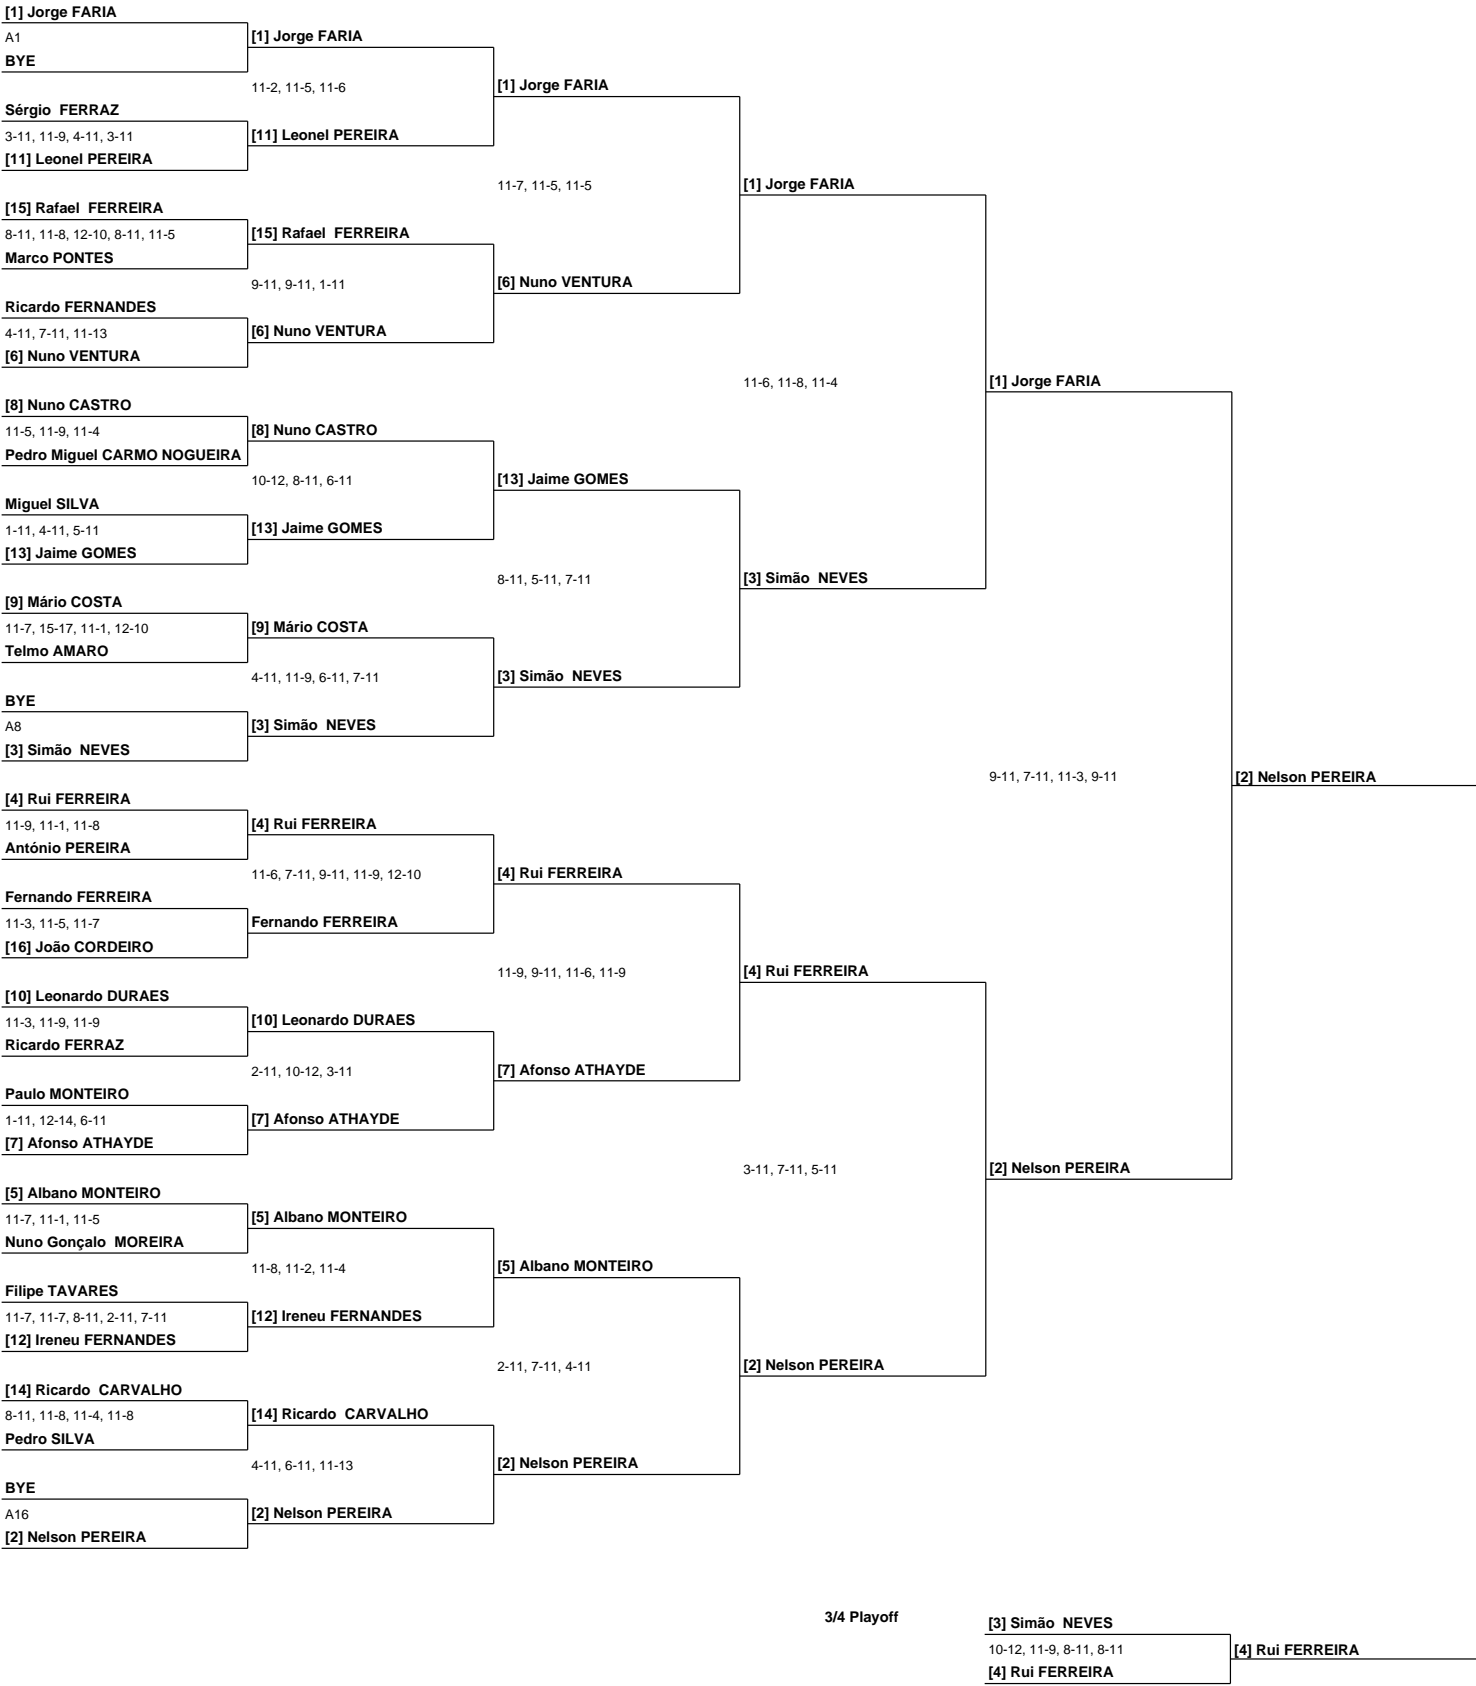 [1] Jorge FARIA
A1
BYE
Sérgio  FERRAZ
3-11, 11-9, 4-11, 3-11
[11] Leonel PEREIRA
[15] Rafael  FERREIRA
8-11, 11-8, 12-10, 8-11, 11-5
Marco PONTES
Ricardo FERNANDES
4-11, 7-11, 11-13
[6] Nuno VENTURA
[8] Nuno CASTRO
11-5, 11-9, 11-4
Pedro Miguel CARMO NOGUEIRA
Miguel SILVA
1-11, 4-11, 5-11
[13] Jaime GOMES
[9] Mário COSTA
11-7, 15-17, 11-1, 12-10
Telmo AMARO
BYE
A8
[3] Simão  NEVES
[4] Rui FERREIRA
11-9, 11-1, 11-8
António PEREIRA
Fernando FERREIRA
11-3, 11-5, 11-7
[16] João CORDEIRO
[10] Leonardo DURAES
11-3, 11-9, 11-9
Ricardo FERRAZ
Paulo MONTEIRO
1-11, 12-14, 6-11
[7] Afonso ATHAYDE
[5] Albano MONTEIRO
11-7, 11-1, 11-5
Nuno Gonçalo  MOREIRA
Filipe TAVARES
11-7, 11-7, 8-11, 2-11, 7-11
[12] Ireneu FERNANDES
[14] Ricardo  CARVALHO
8-11, 11-8, 11-4, 11-8
Pedro SILVA
BYE
A16
[2] Nelson PEREIRA
[1] Jorge FARIA
11-2, 11-5, 11-6
[11] Leonel PEREIRA
[15] Rafael  FERREIRA
9-11, 9-11, 1-11
[6] Nuno VENTURA
[8] Nuno CASTRO
10-12, 8-11, 6-11
[13] Jaime GOMES
[9] Mário COSTA
4-11, 11-9, 6-11, 7-11
[3] Simão  NEVES
[4] Rui FERREIRA
11-6, 7-11, 9-11, 11-9, 12-10
Fernando FERREIRA
[10] Leonardo DURAES
2-11, 10-12, 3-11
[7] Afonso ATHAYDE
[5] Albano MONTEIRO
11-8, 11-2, 11-4
[12] Ireneu FERNANDES
[14] Ricardo  CARVALHO
4-11, 6-11, 11-13
[2] Nelson PEREIRA
[1] Jorge FARIA
11-7, 11-5, 11-5
[6] Nuno VENTURA
[13] Jaime GOMES
8-11, 5-11, 7-11
[3] Simão  NEVES
[4] Rui FERREIRA
11-9, 9-11, 11-6, 11-9
[7] Afonso ATHAYDE
[5] Albano MONTEIRO
2-11, 7-11, 4-11
[2] Nelson PEREIRA
[1] Jorge FARIA
11-6, 11-8, 11-4
[3] Simão  NEVES
[4] Rui FERREIRA
3-11, 7-11, 5-11
[2] Nelson PEREIRA
[1] Jorge FARIA
9-11, 7-11, 11-3, 9-11
[2] Nelson PEREIRA
[2] Nelson PEREIRA
3/4 Playoff
[3] Simão  NEVES
10-12, 11-9, 8-11, 8-11
[4] Rui FERREIRA
[4] Rui FERREIRA